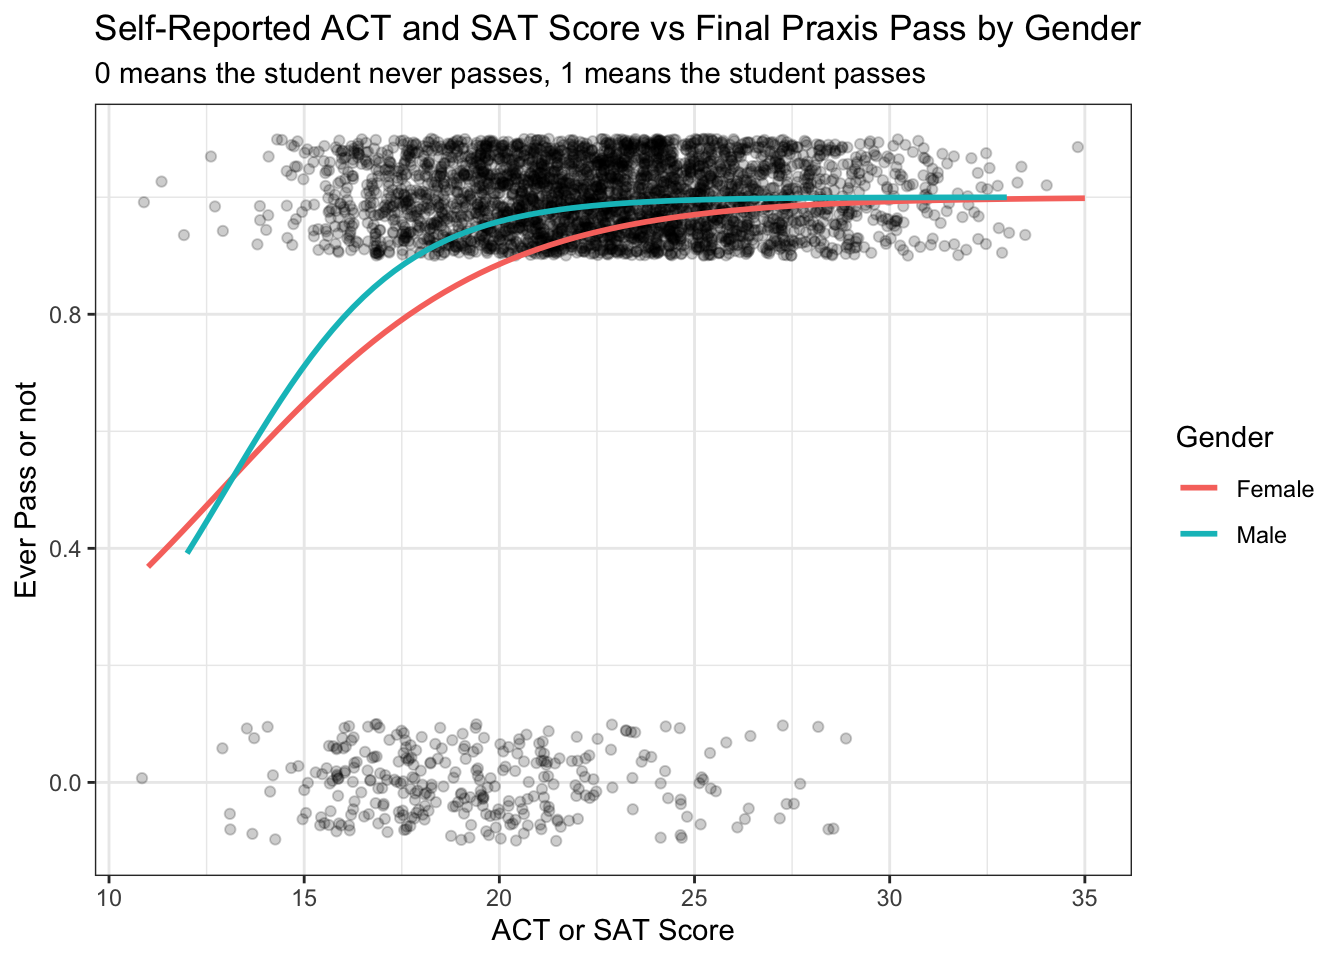 Self-Reported ACT and SAT Score vs Final Praxis Pass by Gender
0 means the student never passes, 1 means the student passes
Ever Pass or not
0.8
0.4
0.0
10 15 20 25 30 35
ACT or SAT Score
Gender
Female
Male